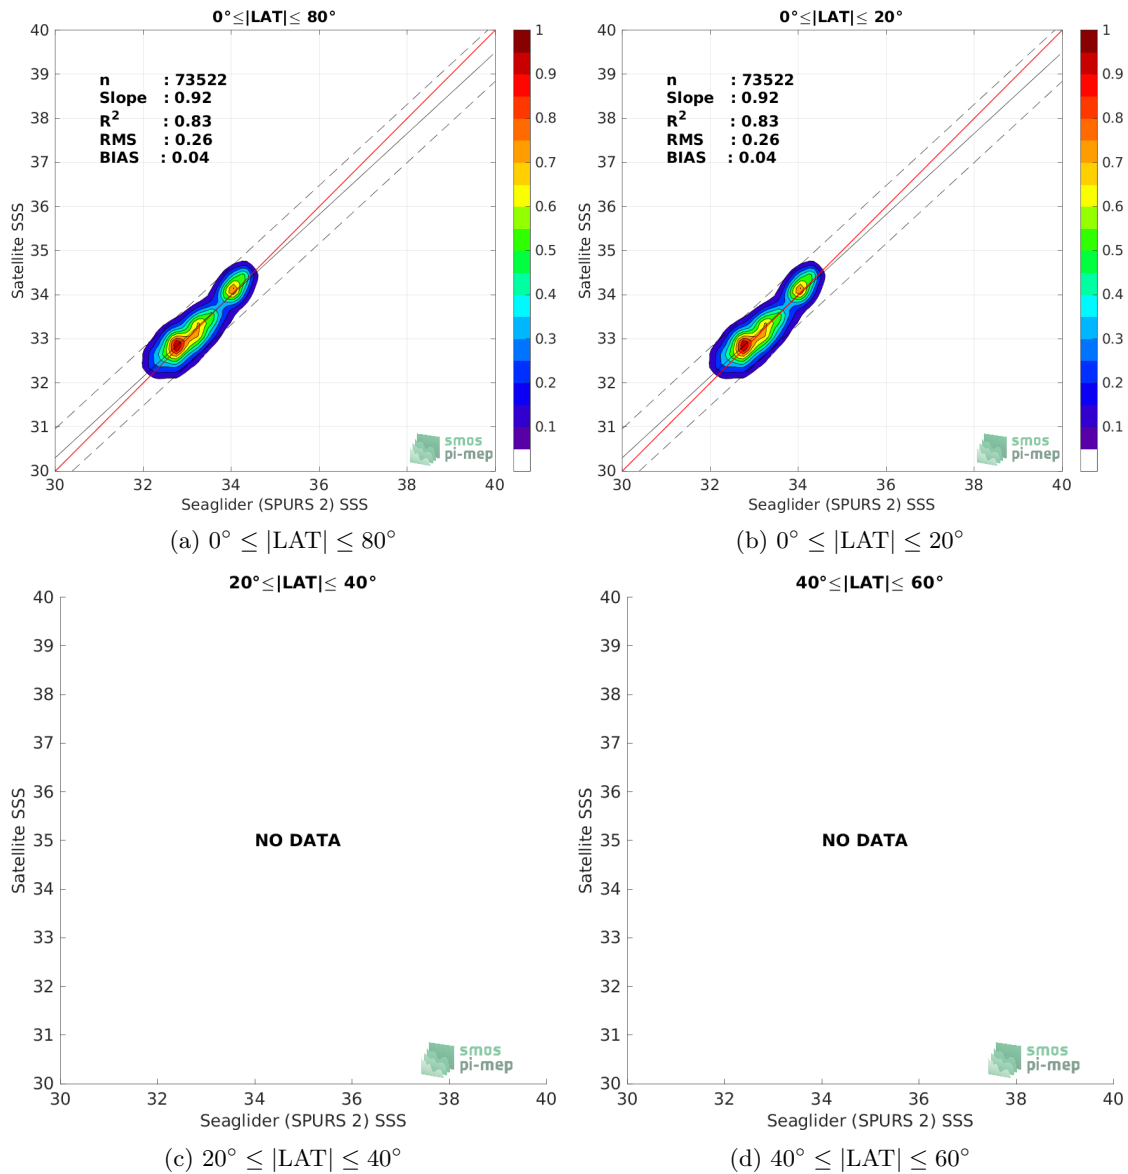 0°≤|LAT|≤ 80°
40
39
38
37
36
35
34
33
32
31
30
Satellite SSS
n : 73522
Slope : 0.92
R² : 0.83
RMS : 0.26
BIAS : 0.04
smos
pi-mep
30 32 34 36 38 40
Seaglider (SPURS 2) SSS
1
0.9
0.8
0.7
0.6
0.5
0.4
0.3
0.2
0.1
(a) 0° ≤ |LAT| ≤ 80°
0°≤|LAT|≤ 20°
40
39
38
37
36
35
34
33
32
31
30
Satellite SSS
n : 73522
Slope : 0.92
R² : 0.83
RMS : 0.26
BIAS : 0.04
smos
pi-mep
30 32 34 36 38 40
Seaglider (SPURS 2) SSS
1
0.9
0.8
0.7
0.6
0.5
0.4
0.3
0.2
0.1
(b) 0° ≤ |LAT| ≤ 20°
20°≤|LAT|≤ 40°
40
39
38
37
36
35
34
33
32
31
30
Satellite SSS
NO DATA
smos
pi-mep
30 32 34 36 38 40
Seaglider (SPURS 2) SSS
(c) 20° ≤ |LAT| ≤ 40°
40°≤|LAT|≤ 60°
40
39
38
37
36
35
34
33
32
31
30
Satellite SSS
NO DATA
smos
pi-mep
30 32 34 36 38 40
Seaglider (SPURS 2) SSS
(d) 40° ≤ |LAT| ≤ 60°